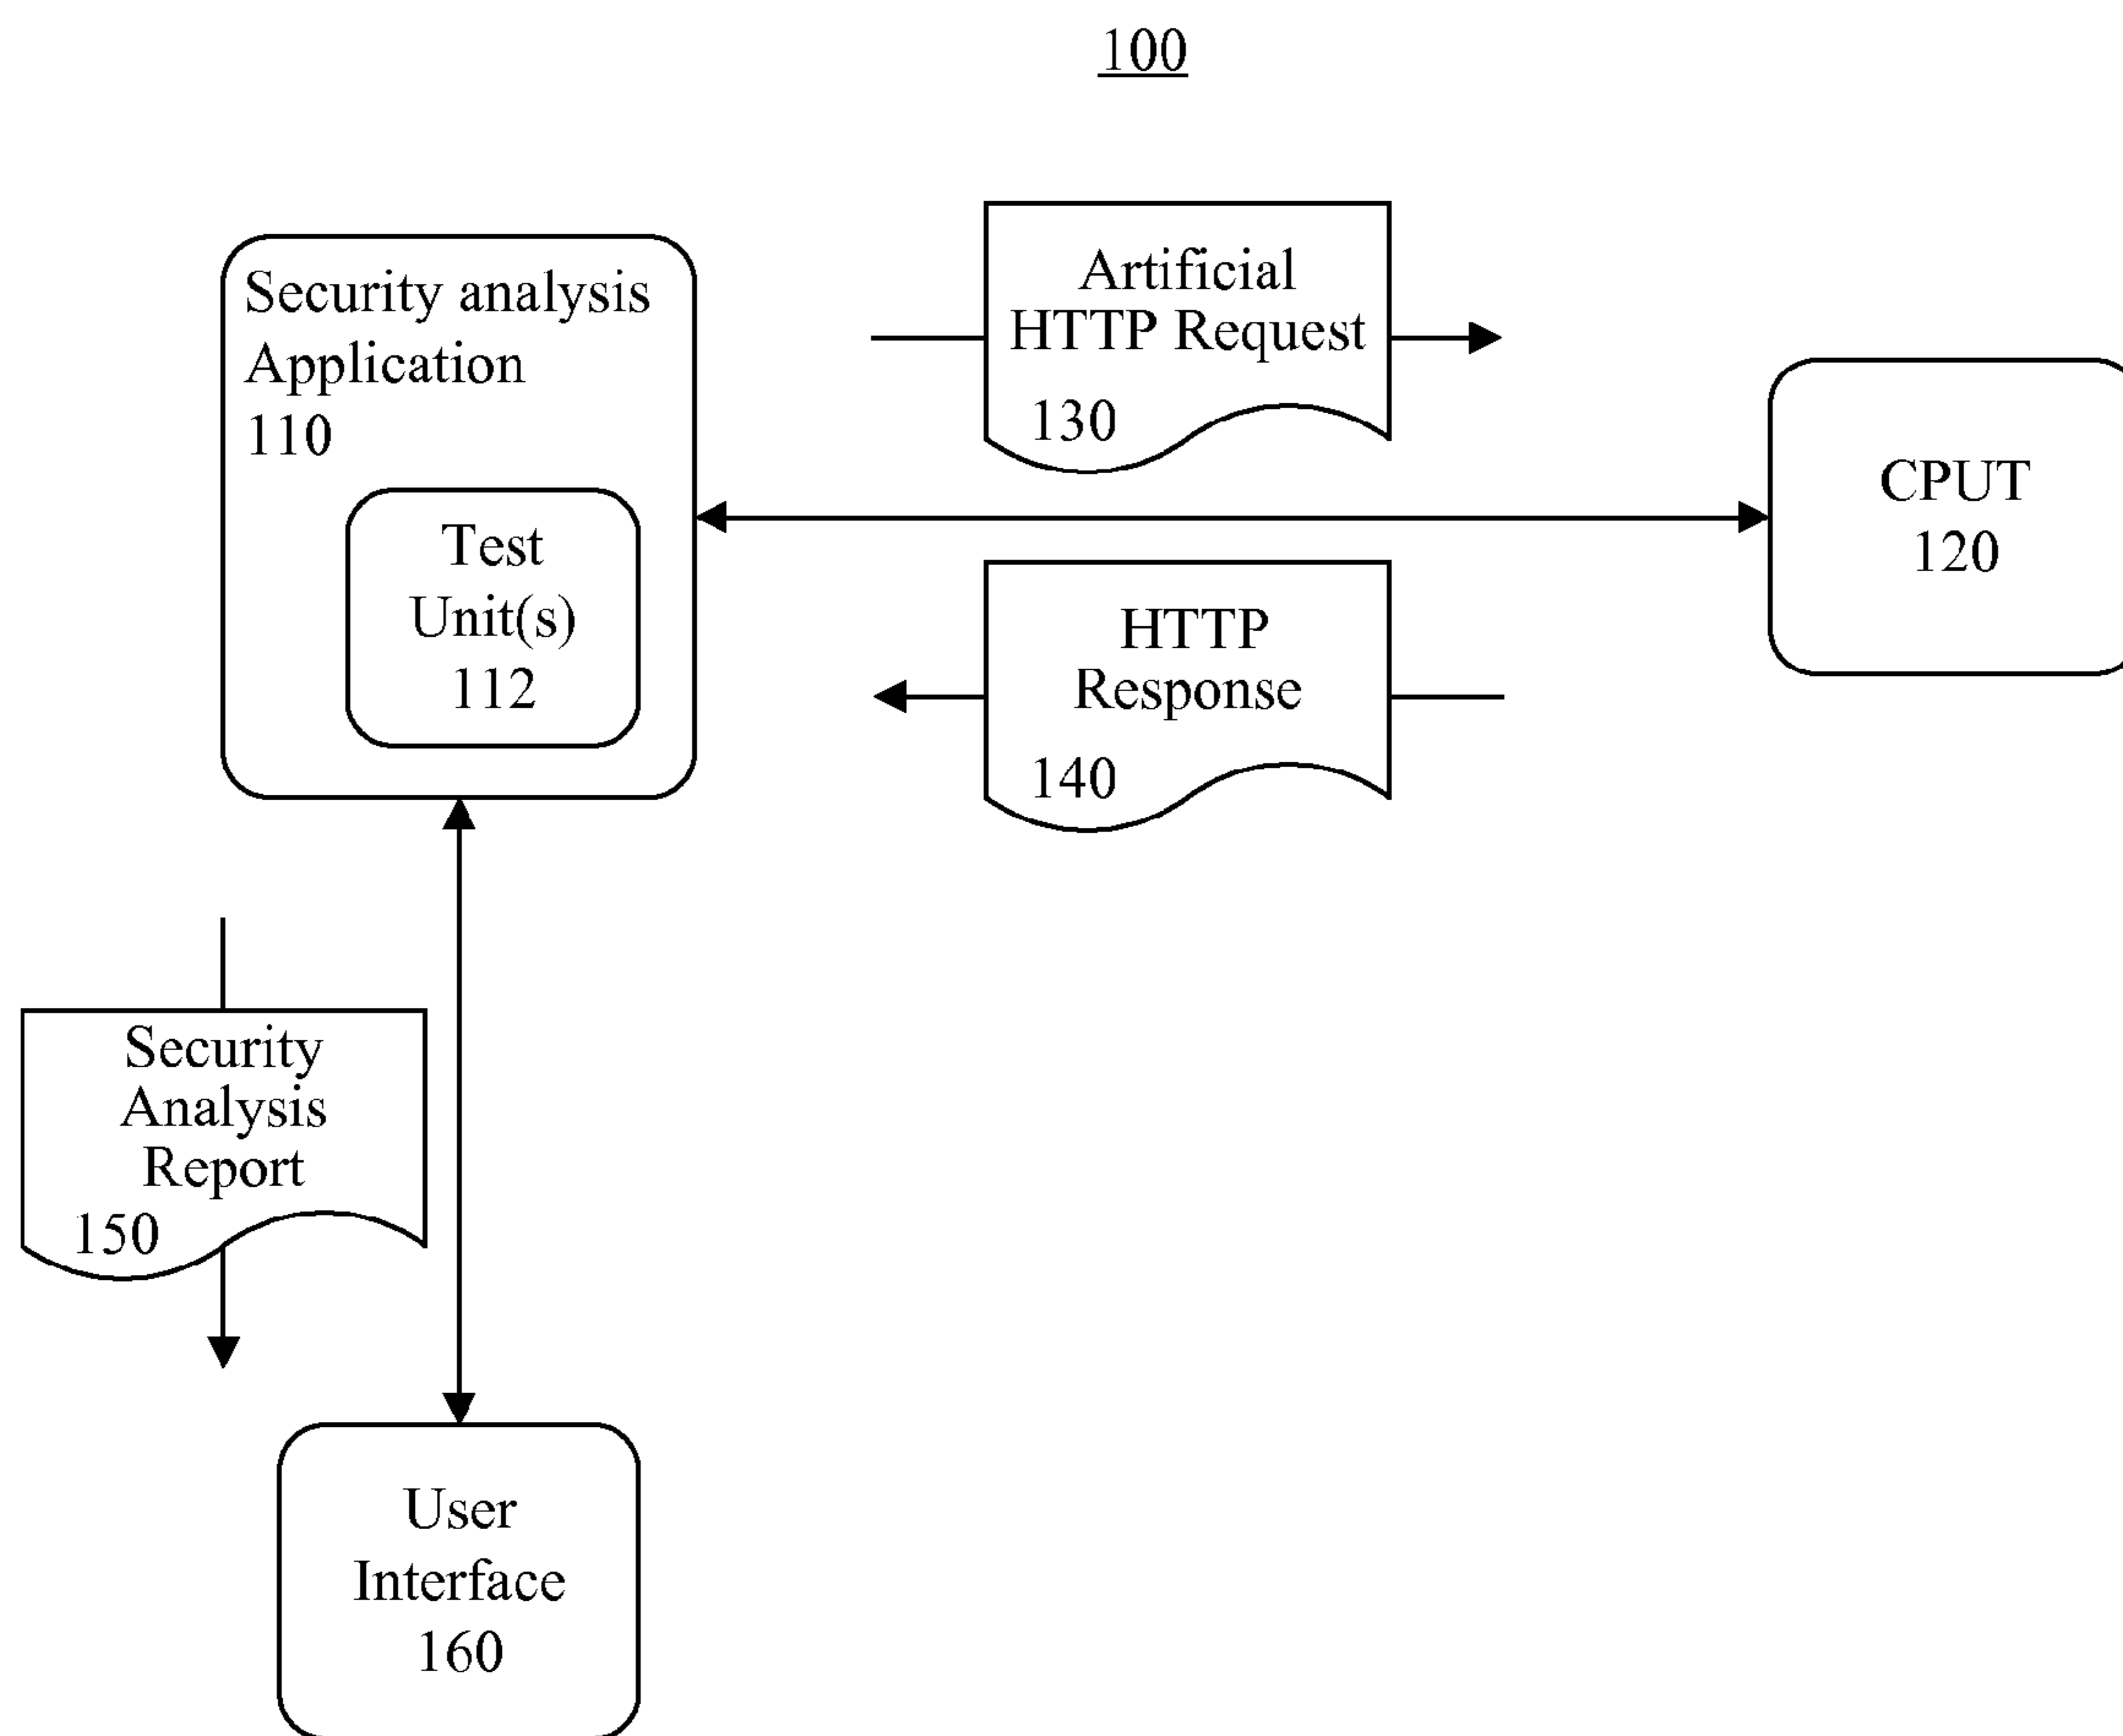 100
Security analysis
Application
110
Test
Unit(s)
112
Artificial
HTTP Request
130
HTTP
Response
140
CPUT
120
Security
Analysis
Report
150
User
Interface
160